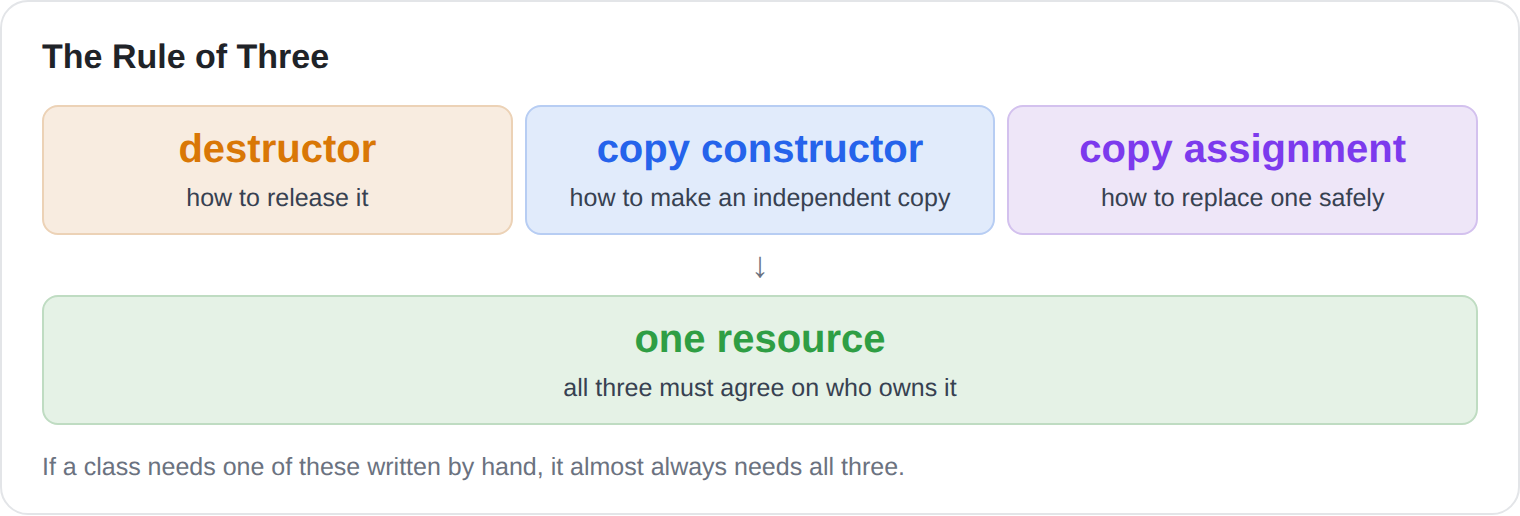 The Rule of Three
destructor
how to release it
copy constructor
how to make an independent copy
copy assignment
how to replace one safely
↓
one resource
all three must agree on who owns it
If a class needs one of these written by hand, it almost always needs all three.